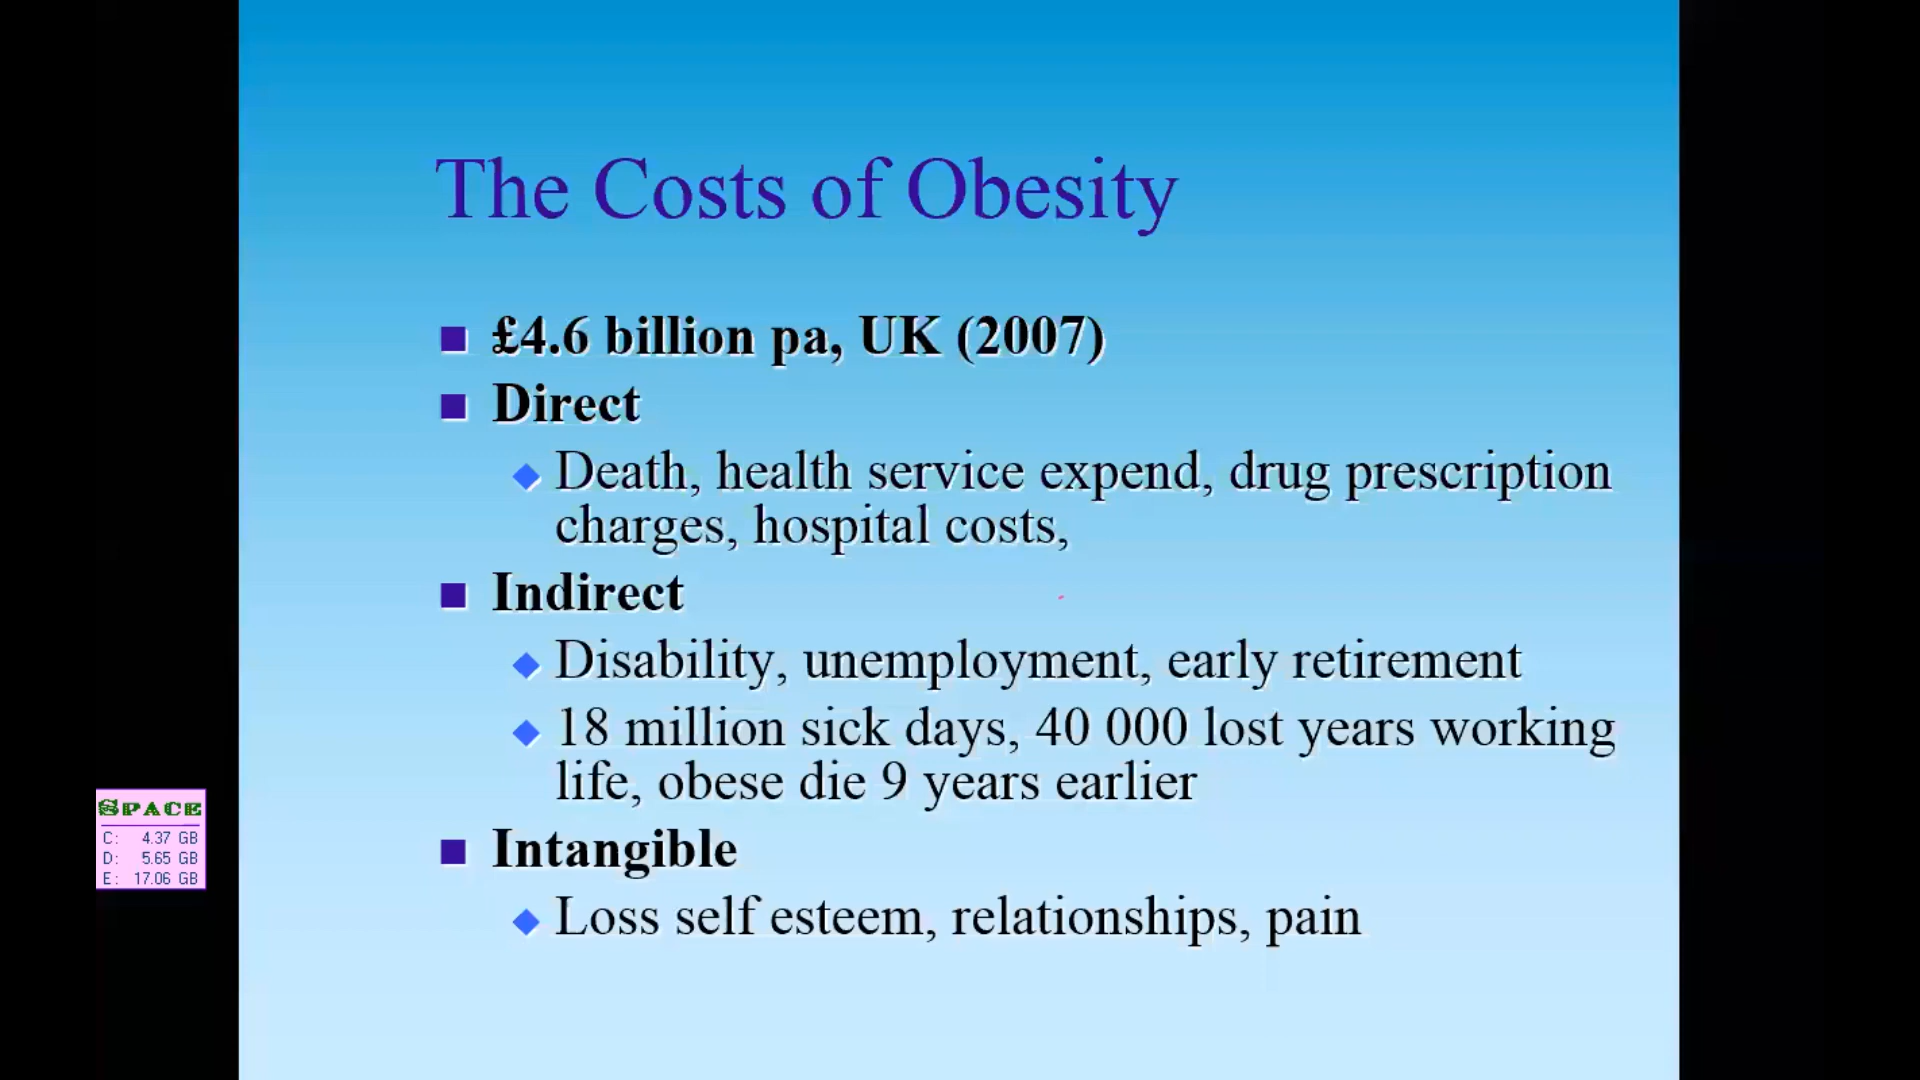 The Costs of Obesity
£4.6 billion pa, UK (2007)
Direct
Death, health service expend, drug prescription
charges, hospital costs,
Indirect
Disability, unemployment, early retirement
18 million sick days, 40 000 lost years working
life, obese die 9 years earlier
Intangible
Loss self esteem, relationships, pain
SPACE
C: 4.37 GB
D: 5.65 GB
E: 17.06 GB